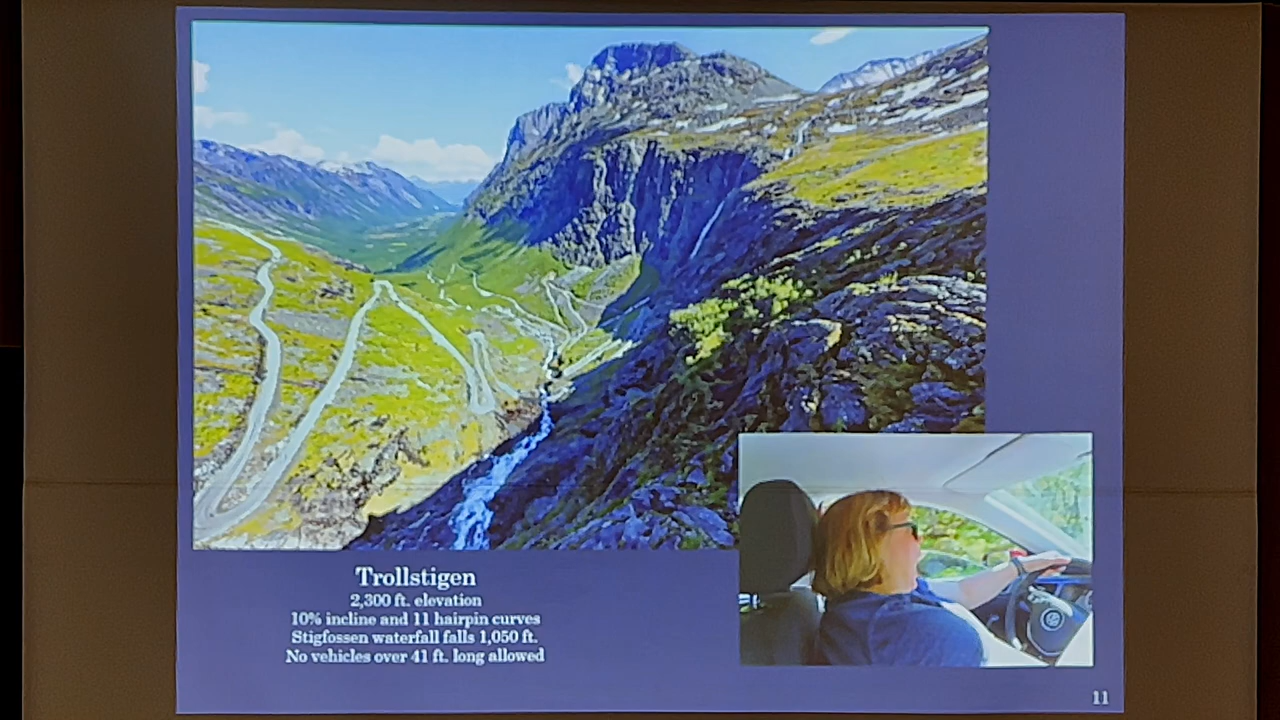 Trollstigen
2,300 ft. elevation
10% incline and 11 hairpin curves
Stigfossen waterfall falls 1,050 ft.
No vehicles over 41 ft. long allowed
11